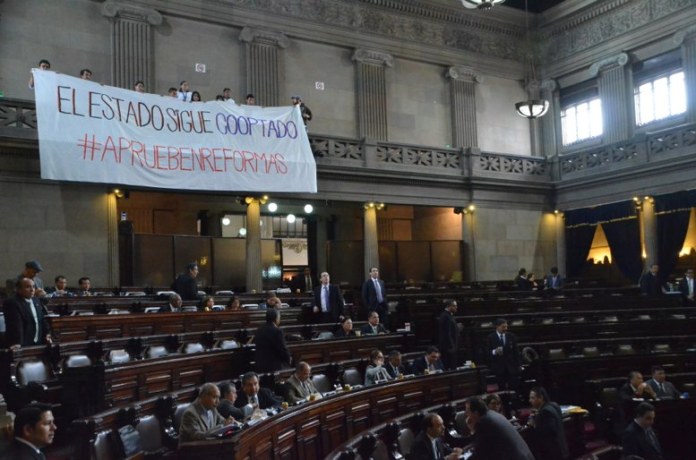 EL ESTADO SIGUE COOPTADO
#APRUEBENREFORMAS